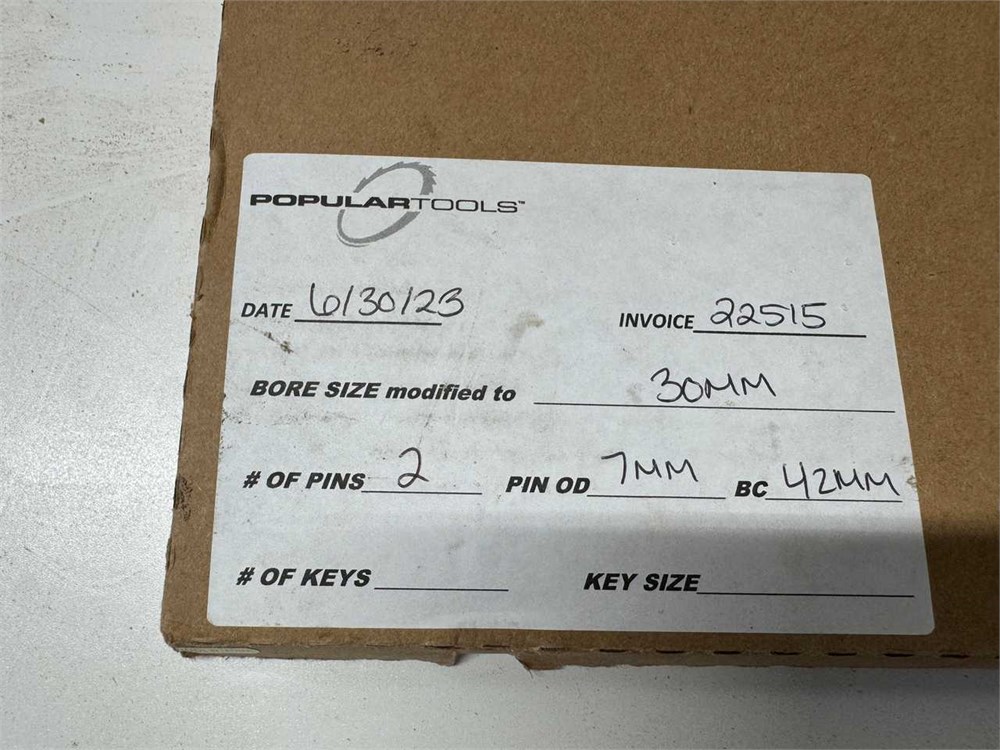 POPULARTOOLS™
DATE 6/30/23 INVOICE 22515
BORE SIZE modified to 30MM
# OF PINS 2 PIN OD 7MM BC 42MM
# OF KEYS KEY SIZE